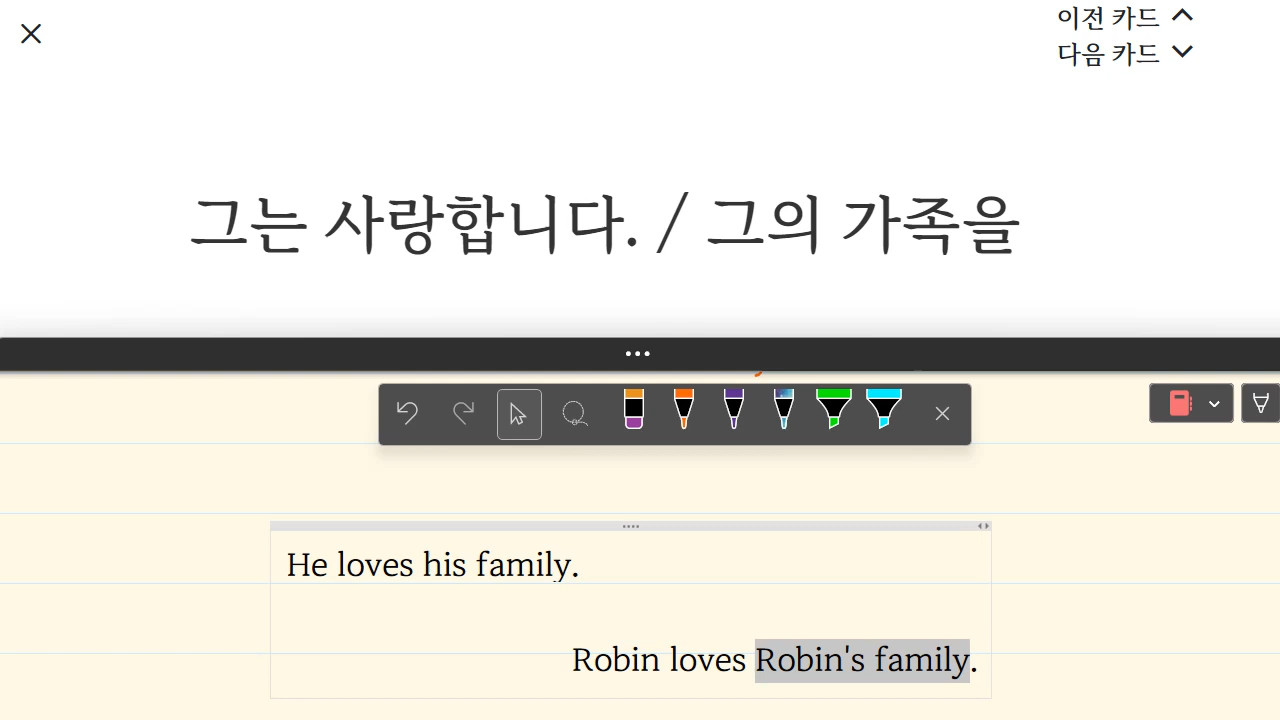 이전 카드
다음 카드
그는 사랑합니다. / 그의 가족을
He loves his family.
Robin loves Robin's family.